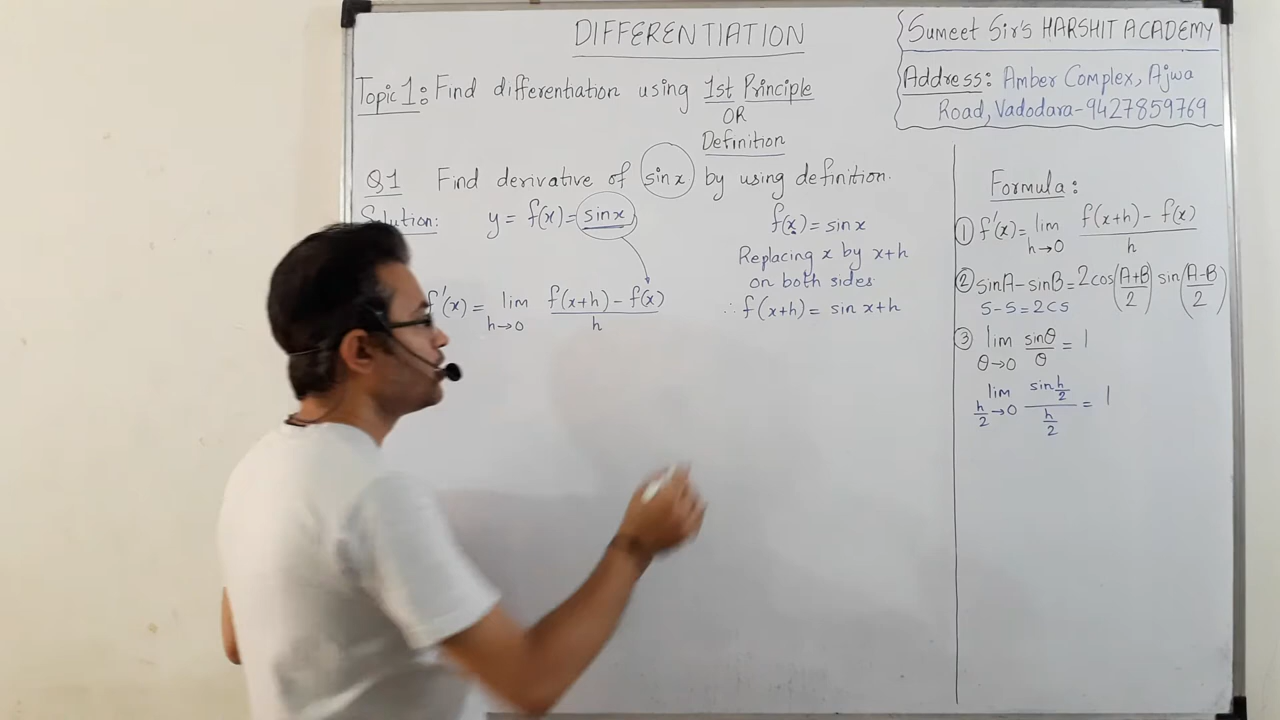 DIFFERENTIATION
Sumeet Sir's HARSHIT ACADEMY
Address: Amber Complex, Ajwa
Road, Vadodara-9427859769
Topic 1: Find differentiation using 1st Principle
OR
Definition
Q1 Find derivative of sinx by using definition.
Solution: y = f(x) = sinx
f'(x) = lim h→0 f(x+h) - f(x) / h
f(x) = sinx
Replacing x by x+h
on both sides
∴ f(x+h) = sin x+h
Formula:
① f'(x) = lim h→0 f(x+h) - f(x) / h
② sinA - sinB = 2cos(A+B/2) sin(A-B/2)
S-S = 2CS
③ lim θ→0 sinθ/θ = 1
lim h/2→0 sin h/2 / h/2 = 1